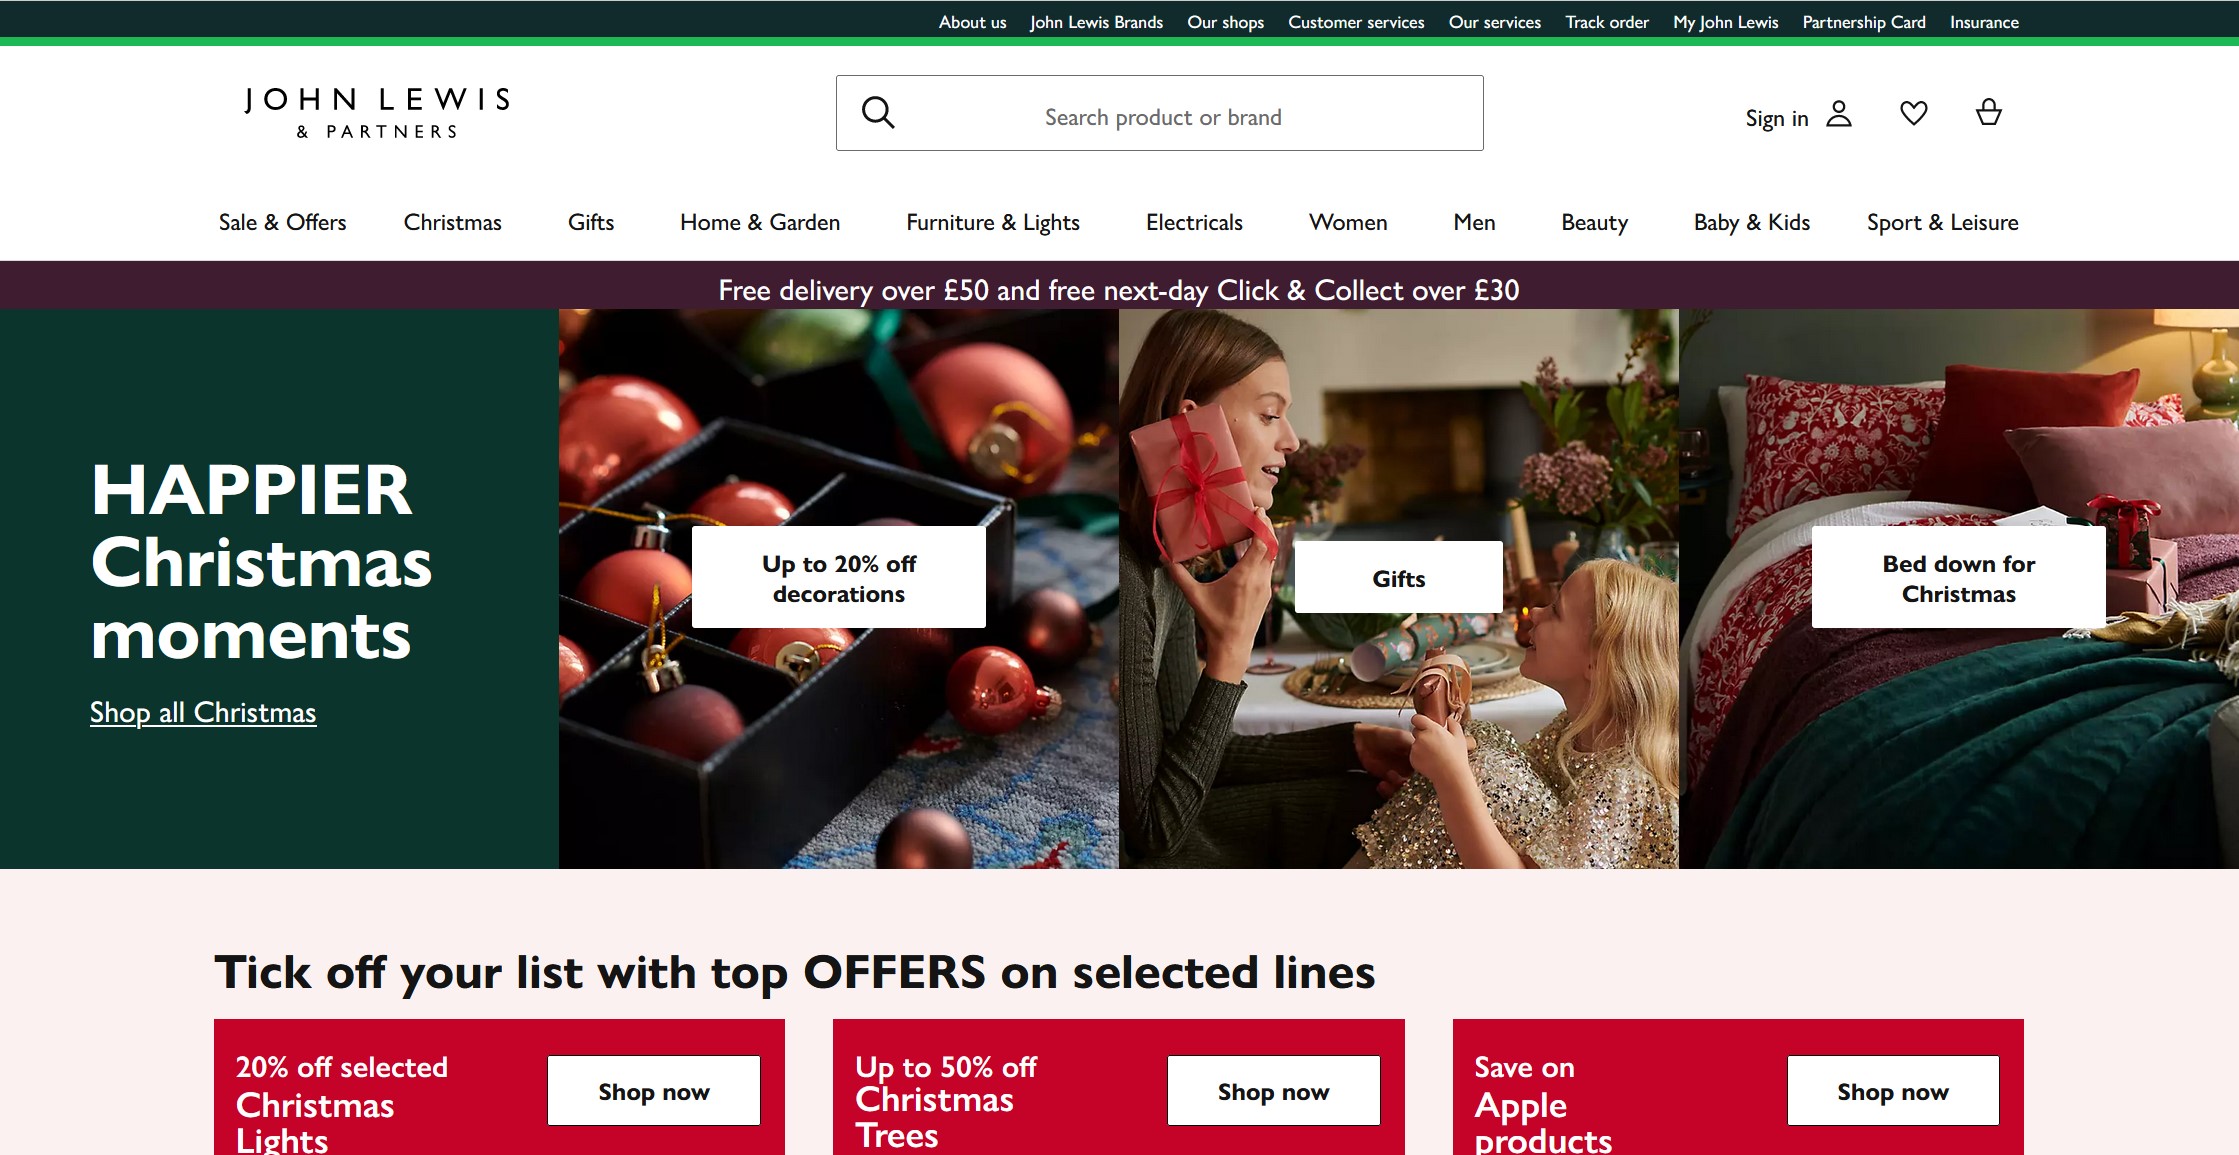 About us John Lewis Brands Our shops Customer services Our services Track order My John Lewis Partnership Card Insurance
JOHN LEWIS
& PARTNERS
Search product or brand
Sign in
Sale & Offers Christmas Gifts Home & Garden Furniture & Lights Electricals Women Men Beauty Baby & Kids Sport & Leisure
Free delivery over £50 and free next-day Click & Collect over £30
HAPPIER
Christmas
moments
Shop all Christmas
Up to 20% off
decorations
Gifts
Bed down for
Christmas
Tick off your list with top OFFERS on selected lines
20% off selected
Christmas
Lights
Shop now
Up to 50% off
Christmas
Trees
Shop now
Save on
Apple
products
Shop now